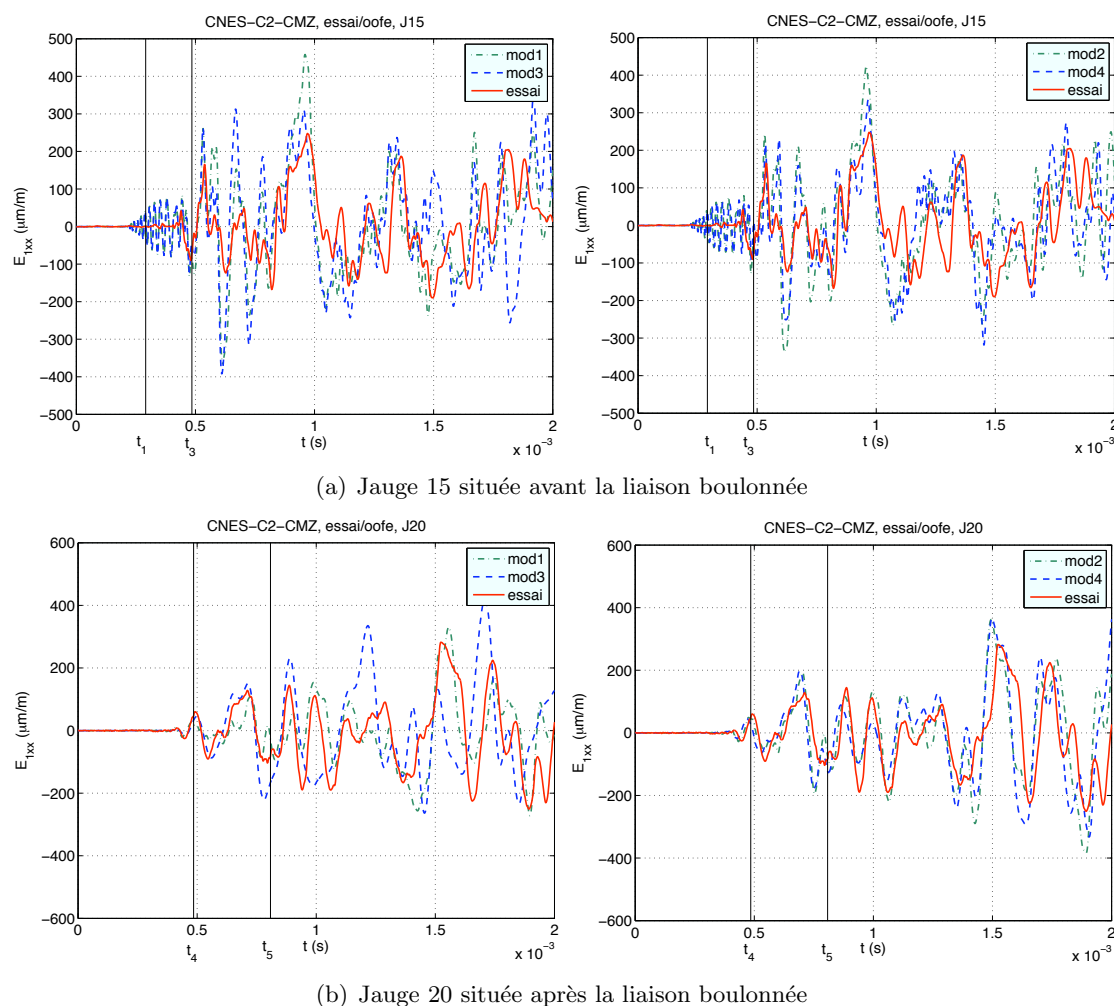 CNES−C2−CMZ, essai/oofe, J15
500
400
300
200
100
0
−100
−200
−300
−400
−500
E1xx (µm/m)
mod1
mod3
essai
0
0.5
1
1.5
2
t1
t3
t (s)
x 10−3
CNES−C2−CMZ, essai/oofe, J15
500
400
300
200
100
0
−100
−200
−300
−400
−500
E1xx (µm/m)
mod2
mod4
essai
0
0.5
1
1.5
2
t1
t3
t (s)
x 10−3
(a) Jauge 15 située avant la liaison boulonnée
CNES−C2−CMZ, essai/oofe, J20
600
400
200
0
−200
−400
−600
E1xx (µm/m)
mod1
mod3
essai
0
0.5
1
1.5
2
t4
t5
t (s)
x 10−3
CNES−C2−CMZ, essai/oofe, J20
600
400
200
0
−200
−400
−600
E1xx (µm/m)
mod2
mod4
essai
0
0.5
1
1.5
2
t4
t5
t (s)
x 10−3
(b) Jauge 20 située après la liaison boulonnée